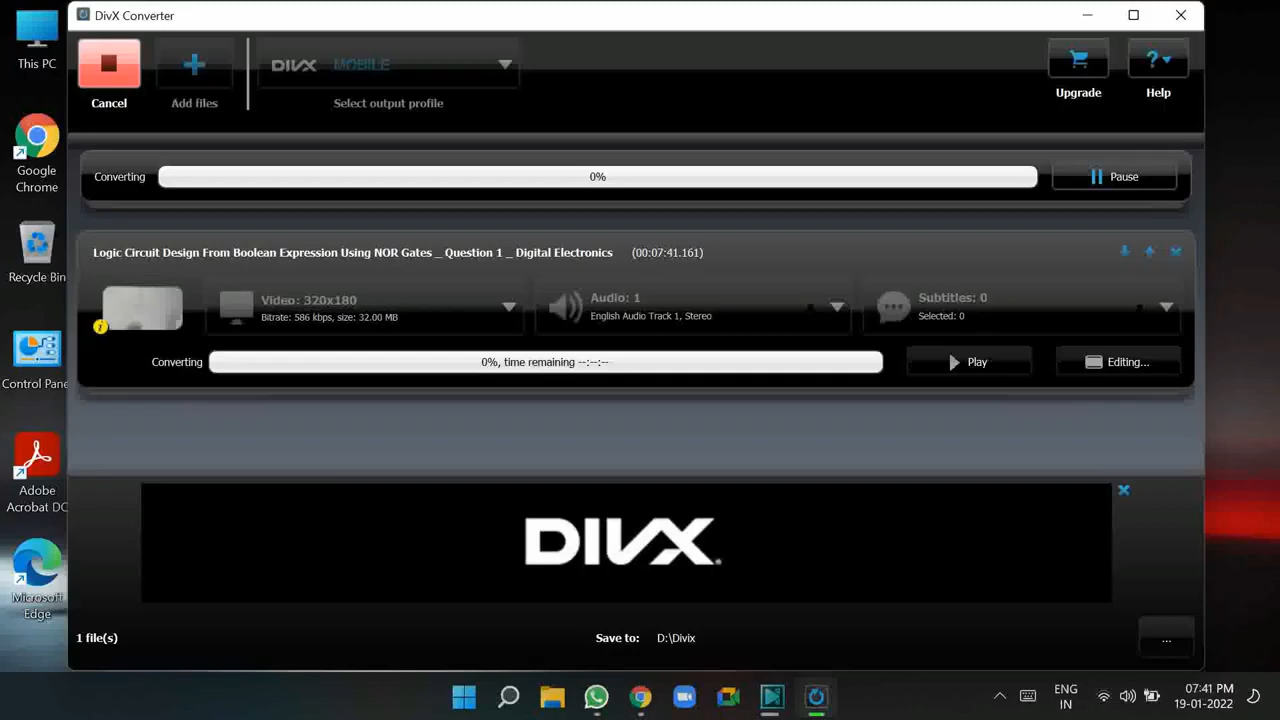 DivX Converter
This PC
Google
Chrome
Recycle Bin
Control Pane
Adobe
Acrobat DC
Microsoft
Edge
Cancel
Add files
DIVX MOBILE
Select output profile
Upgrade
?
Help
Converting
0%
Pause
Logic Circuit Design From Boolean Expression Using NOR Gates _ Question 1 _ Digital Electronics (00:07:41.161)
Video: 320x180
Bitrate: 586 kbps, size: 32.00 MB
Audio: 1
English Audio Track 1, Stereo
Subtitles: 0
Selected: 0
Converting
0%, time remaining --:--:--
Play
Editing...
DIVX.
1 file(s)
Save to: D:\Divix
...
ENG
IN
07:41 PM
19-01-2022